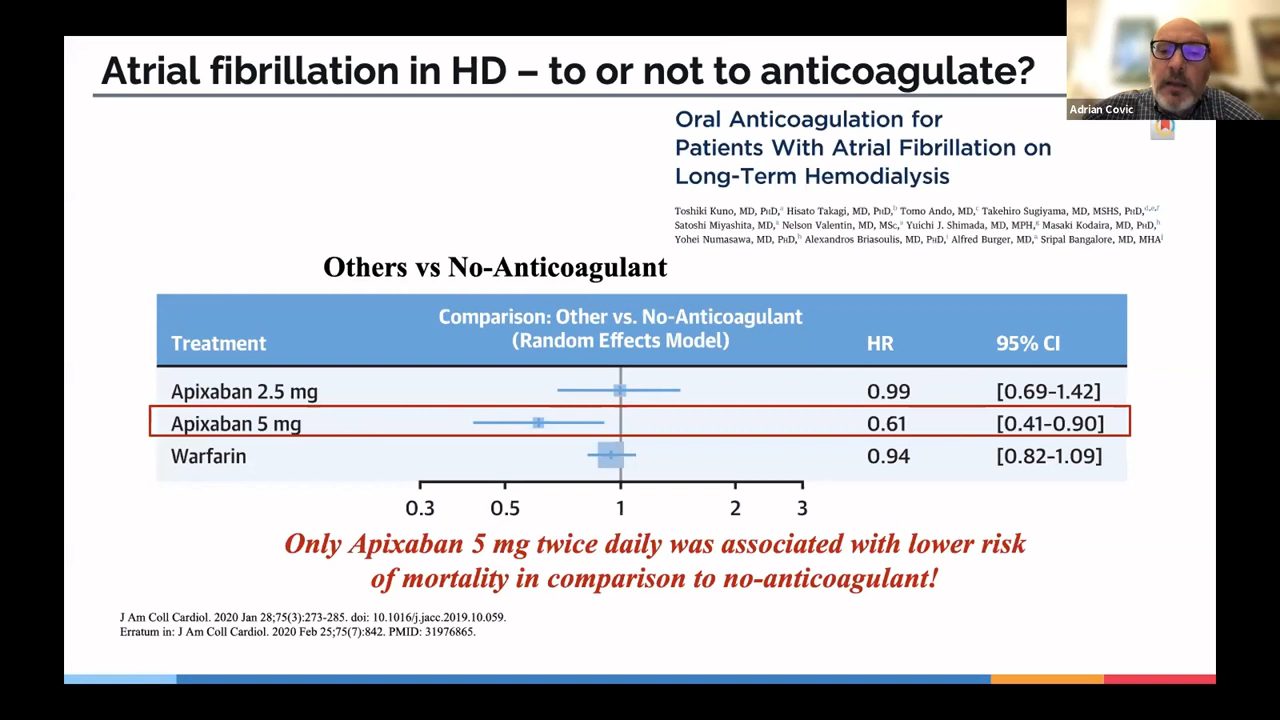 Atrial fibrillation in HD – to or not to anticoagulate?
Adrian Covic
Oral Anticoagulation for
Patients With Atrial Fibrillation on
Long-Term Hemodialysis
Toshiki Kuno, MD, PhD,a Hisato Takagi, MD, PhD,b Tomo Ando, MD,c Takehiro Sugiyama, MD, MSHS, PhD,d,e,f
Satoshi Miyashita, MD,a Nelson Valentin, MD, MSc,a Yuichi J. Shimada, MD, MPH,g Masaki Kodaira, MD, PhD,h
Yohei Numasawa, MD, PhD,h Alexandros Briasoulis, MD, PhD,i Alfred Burger, MD,a Sripal Bangalore, MD, MHAj
Others vs No-Anticoagulant
Comparison: Other vs. No-Anticoagulant
Treatment (Random Effects Model) HR 95% CI
Apixaban 2.5 mg 0.99 [0.69–1.42]
Apixaban 5 mg 0.61 [0.41–0.90]
Warfarin 0.94 [0.82–1.09]
0.3 0.5 1 2 3
Only Apixaban 5 mg twice daily was associated with lower risk
of mortality in comparison to no-anticoagulant!
J Am Coll Cardiol. 2020 Jan 28;75(3):273-285. doi: 10.1016/j.jacc.2019.10.059.
Erratum in: J Am Coll Cardiol. 2020 Feb 25;75(7):842. PMID: 31976865.